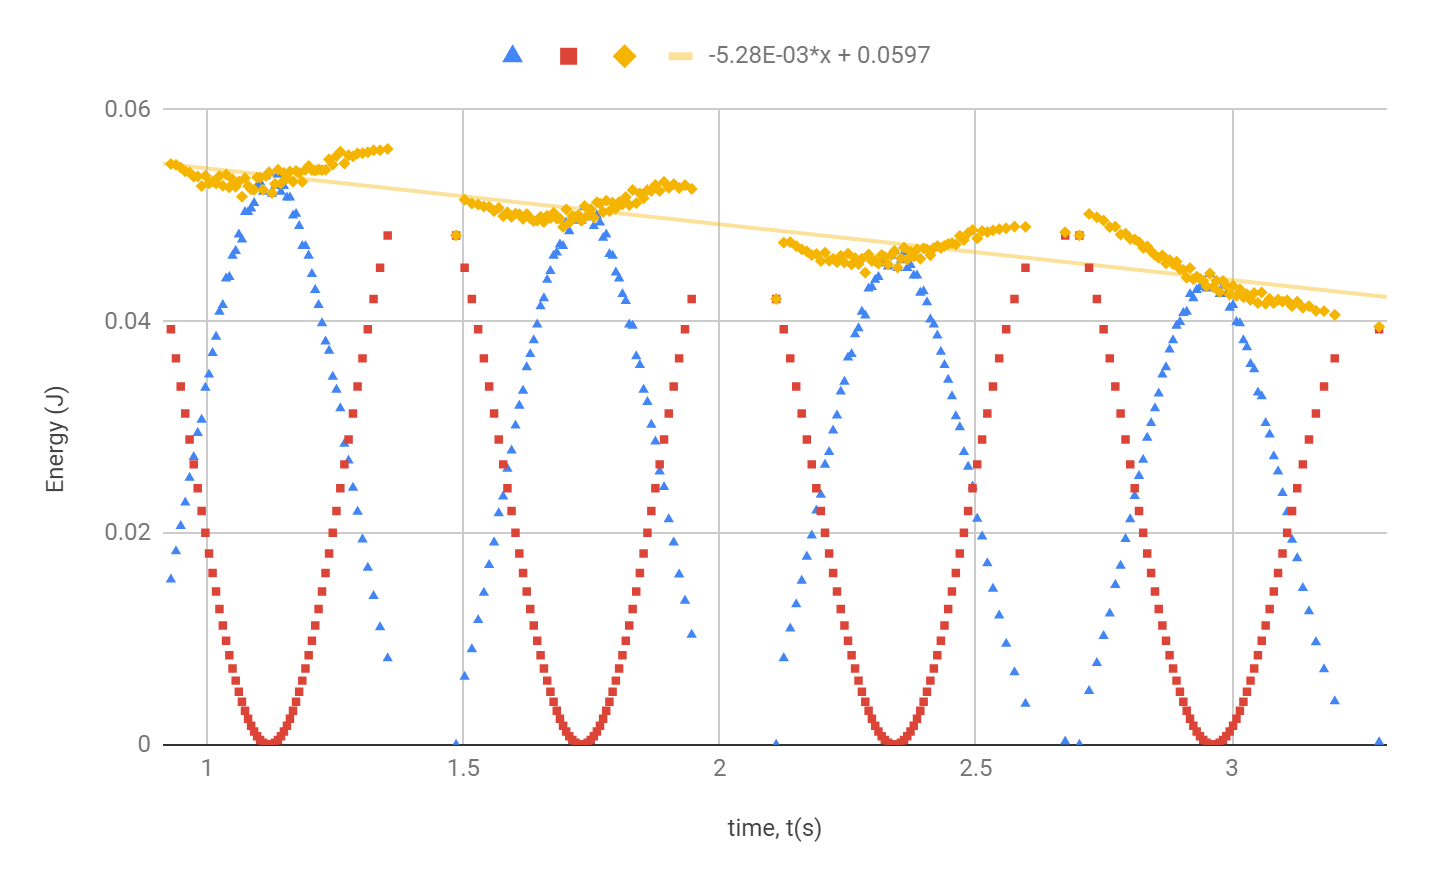 -5.28E-03*x + 0.0597
0.06
0.04
0.02
0
Energy (J)
1 1.5 2 2.5 3
time, t(s)